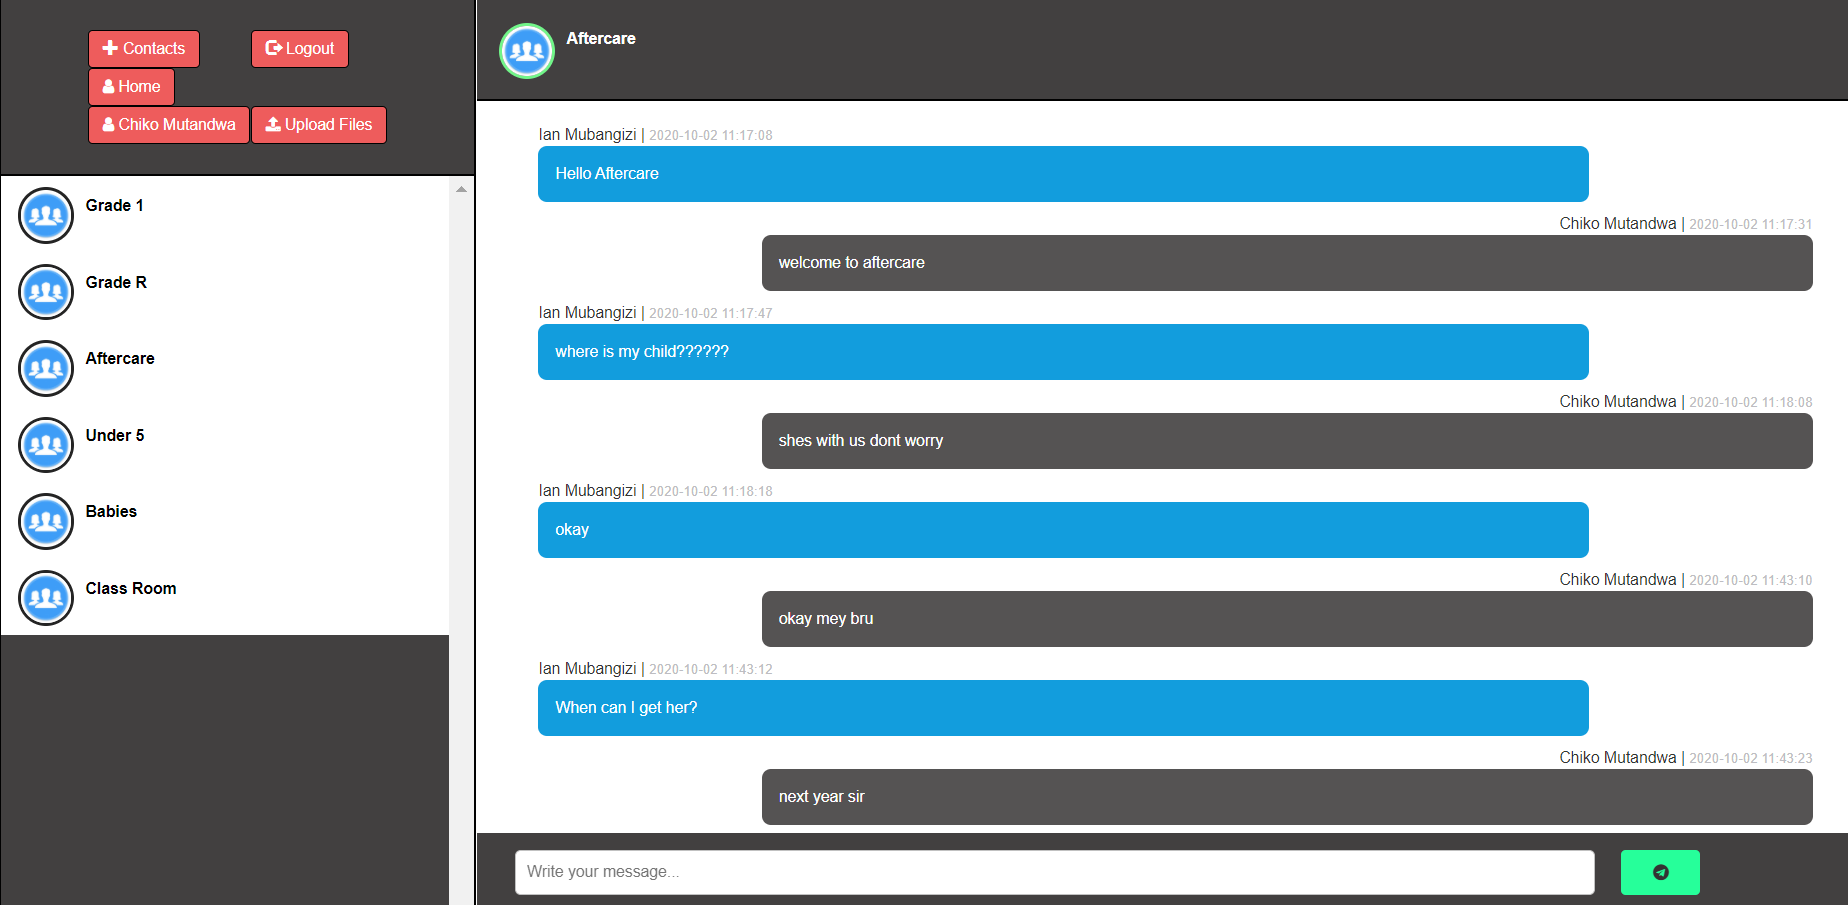 Contacts
Logout
Home
Chiko Mutandwa
Upload Files
Grade 1
Grade R
Aftercare
Under 5
Babies
Class Room
Aftercare
Ian Mubangizi | 2020-10-02 11:17:08
Hello Aftercare
Chiko Mutandwa | 2020-10-02 11:17:31
welcome to aftercare
Ian Mubangizi | 2020-10-02 11:17:47
where is my child??????
Chiko Mutandwa | 2020-10-02 11:18:08
shes with us dont worry
Ian Mubangizi | 2020-10-02 11:18:18
okay
Chiko Mutandwa | 2020-10-02 11:43:10
okay mey bru
Ian Mubangizi | 2020-10-02 11:43:12
When can I get her?
Chiko Mutandwa | 2020-10-02 11:43:23
next year sir
Write your message...